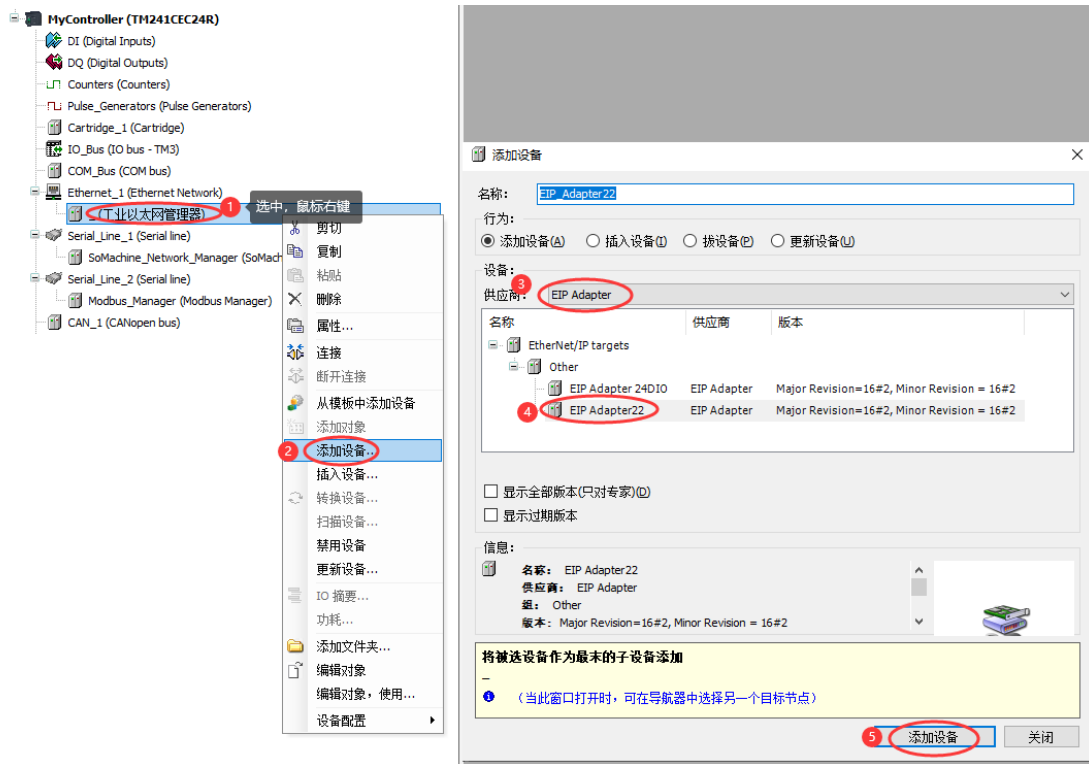 MyController (TM241CEC24R)
DI (Digital Inputs)
DQ (Digital Outputs)
Counters (Counters)
Pulse_Generators (Pulse Generators)
Cartridge_1 (Cartridge)
IO_Bus (IO bus - TM3)
COM_Bus (COM bus)
Ethernet_1 (Ethernet Network)
_(工业以太网管理器)
1
选中，鼠标右键
Serial_Line_1 (Serial line)
SoMachine_Network_Manager (SoMach
Serial_Line_2 (Serial line)
Modbus_Manager (Modbus Manager)
CAN_1 (CANopen bus)
剪切
复制
粘贴
删除
属性...
连接
断开连接
从模板中添加设备
添加对象
2
添加设备...
插入设备...
转换设备...
扫描设备...
禁用设备
更新设备...
IO 摘要...
功耗...
添加文件夹...
编辑对象
编辑对象，使用...
设备配置
添加设备
名称：
EIP_Adapter22
行为：
添加设备(A) 插入设备(I) 拔设备(P) 更新设备(U)
设备：
3
供应商： EIP Adapter
名称 供应商 版本
EtherNet/IP targets
Other
EIP Adapter 24DIO EIP Adapter Major Revision=16#2, Minor Revision = 16#2
4
EIP Adapter22 EIP Adapter Major Revision=16#2, Minor Revision = 16#2
显示全部版本(只对专家)(D)
显示过期版本
信息：
名称： EIP Adapter22
供应商： EIP Adapter
组： Other
版本： Major Revision=16#2, Minor Revision = 16#2
将被选设备作为最末的子设备添加
_
（当此窗口打开时，可在导航器中选择另一个目标节点）
5
添加设备
关闭